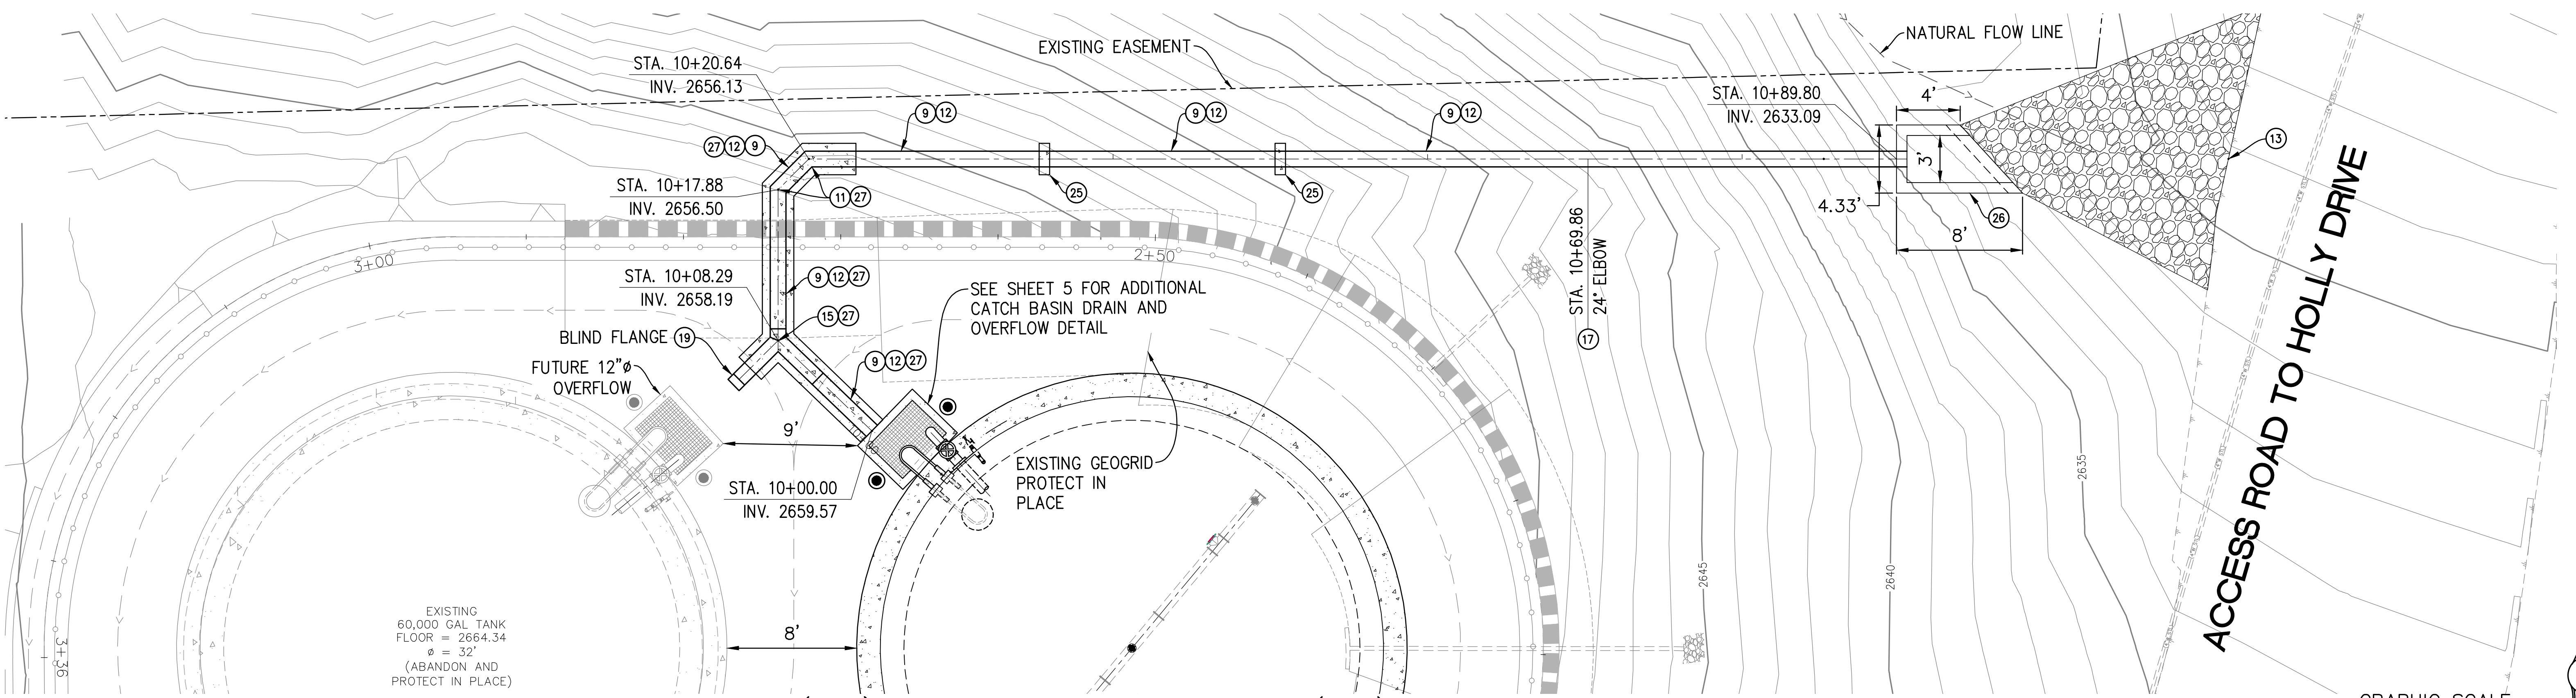 NATURAL FLOW LINE
EXISTING EASEMENT
STA. 10+20.64
INV. 2656.13
STA. 10+89.80
INV. 2633.09
4'
9 12
9 12
9 12
27 12 9
13
3'
STA. 10+17.88
INV. 2656.50
11 27
25
25
4.33'
26
8'
3+00
2+50
STA. 10+69.86
24° ELBOW
17
STA. 10+08.29
INV. 2658.19
9 12 27
SEE SHEET 5 FOR ADDITIONAL
CATCH BASIN DRAIN AND
OVERFLOW DETAIL
15 27
BLIND FLANGE 19
9 12 27
FUTURE 12"ø
OVERFLOW
9'
EXISTING GEOGRID
PROTECT IN
PLACE
STA. 10+00.00
INV. 2659.57
2635
2640
2645
ACCESS ROAD TO HOLLY DRIVE
EXISTING
60,000 GAL TANK
FLOOR = 2664.34
ø = 32'
(ABANDON AND
PROTECT IN PLACE)
8'
3+36